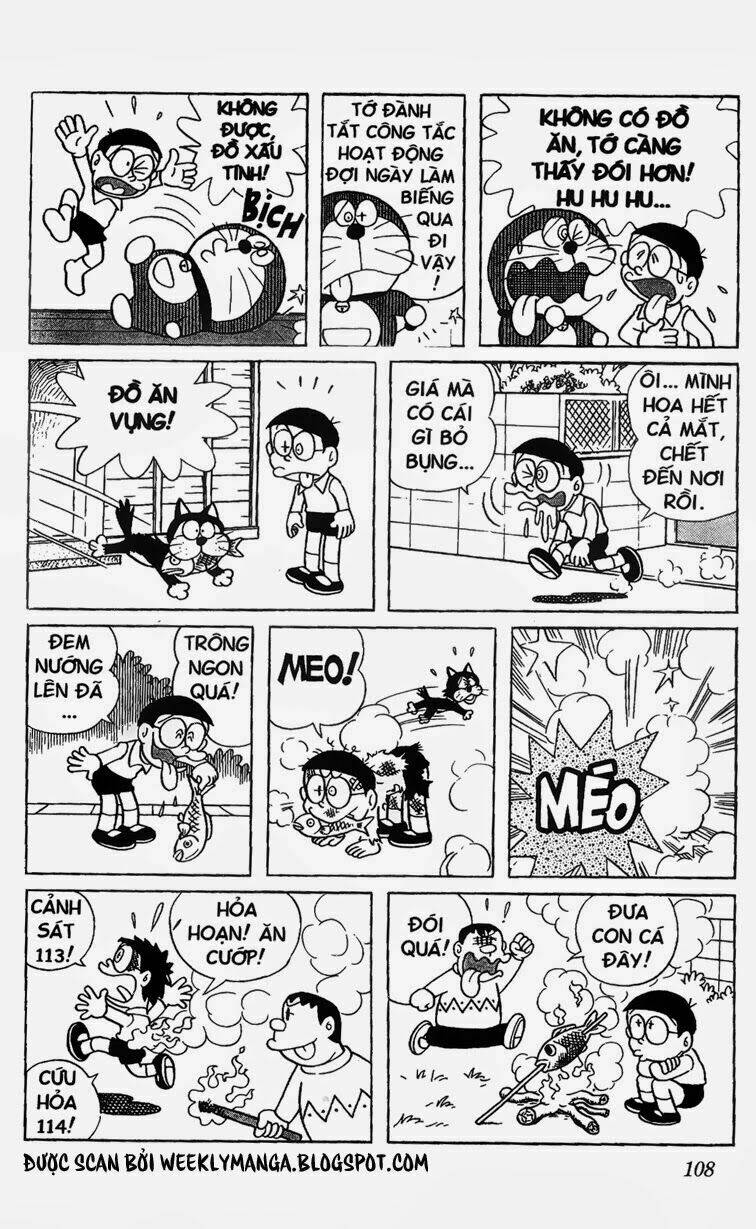 KHÔNG CÓ ĐỒ
ĂN, TỚ CÀNG
THẤY ĐÓI HƠN!
HU HU HU...
TỚ ĐÀNH
TẮT CÔNG TẮC
HOẠT ĐỘNG
ĐỢI NGÀY LÀM
BIẾNG
QUA
ĐI
VẬY
!
KHÔNG
ĐƯỢC,
ĐỒ XẤU
TÍNH!
BỊCH
ÔI... MÌNH
HOA HẾT
CẢ MẮT,
CHẾT
ĐẾN NƠI
RỒI.
GIÁ MÀ
CÓ CÁI
GÌ BỎ
BỤNG...
ĐỒ ĂN
VỤNG!
MÉO
MEO!
TRÔNG
NGON
QUÁ!
ĐEM
NƯỚNG
LÊN ĐÃ
...
ĐƯA
CON CÁ
ĐÂY!
ĐÓI
QUÁ!
HỎA
HOẠN! ĂN
CƯỚP!
CẢNH
SÁT
113!
CỨU
HỎA
114!
ĐƯỢC SCAN BỞI WEEKLYMANGA.BLOGSPOT.COM
108